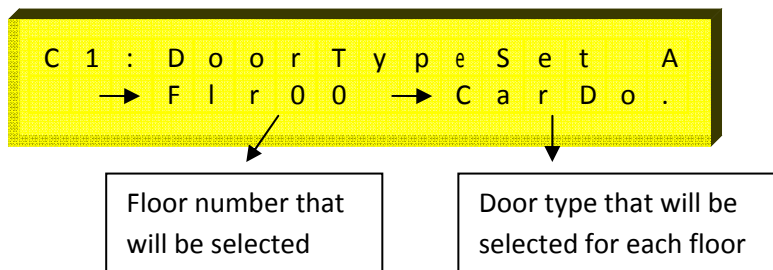 C1:DoorTypeSet A
→Flr00 →CarDo.
Floor number that
will be selected
Door type that will be
selected for each floor